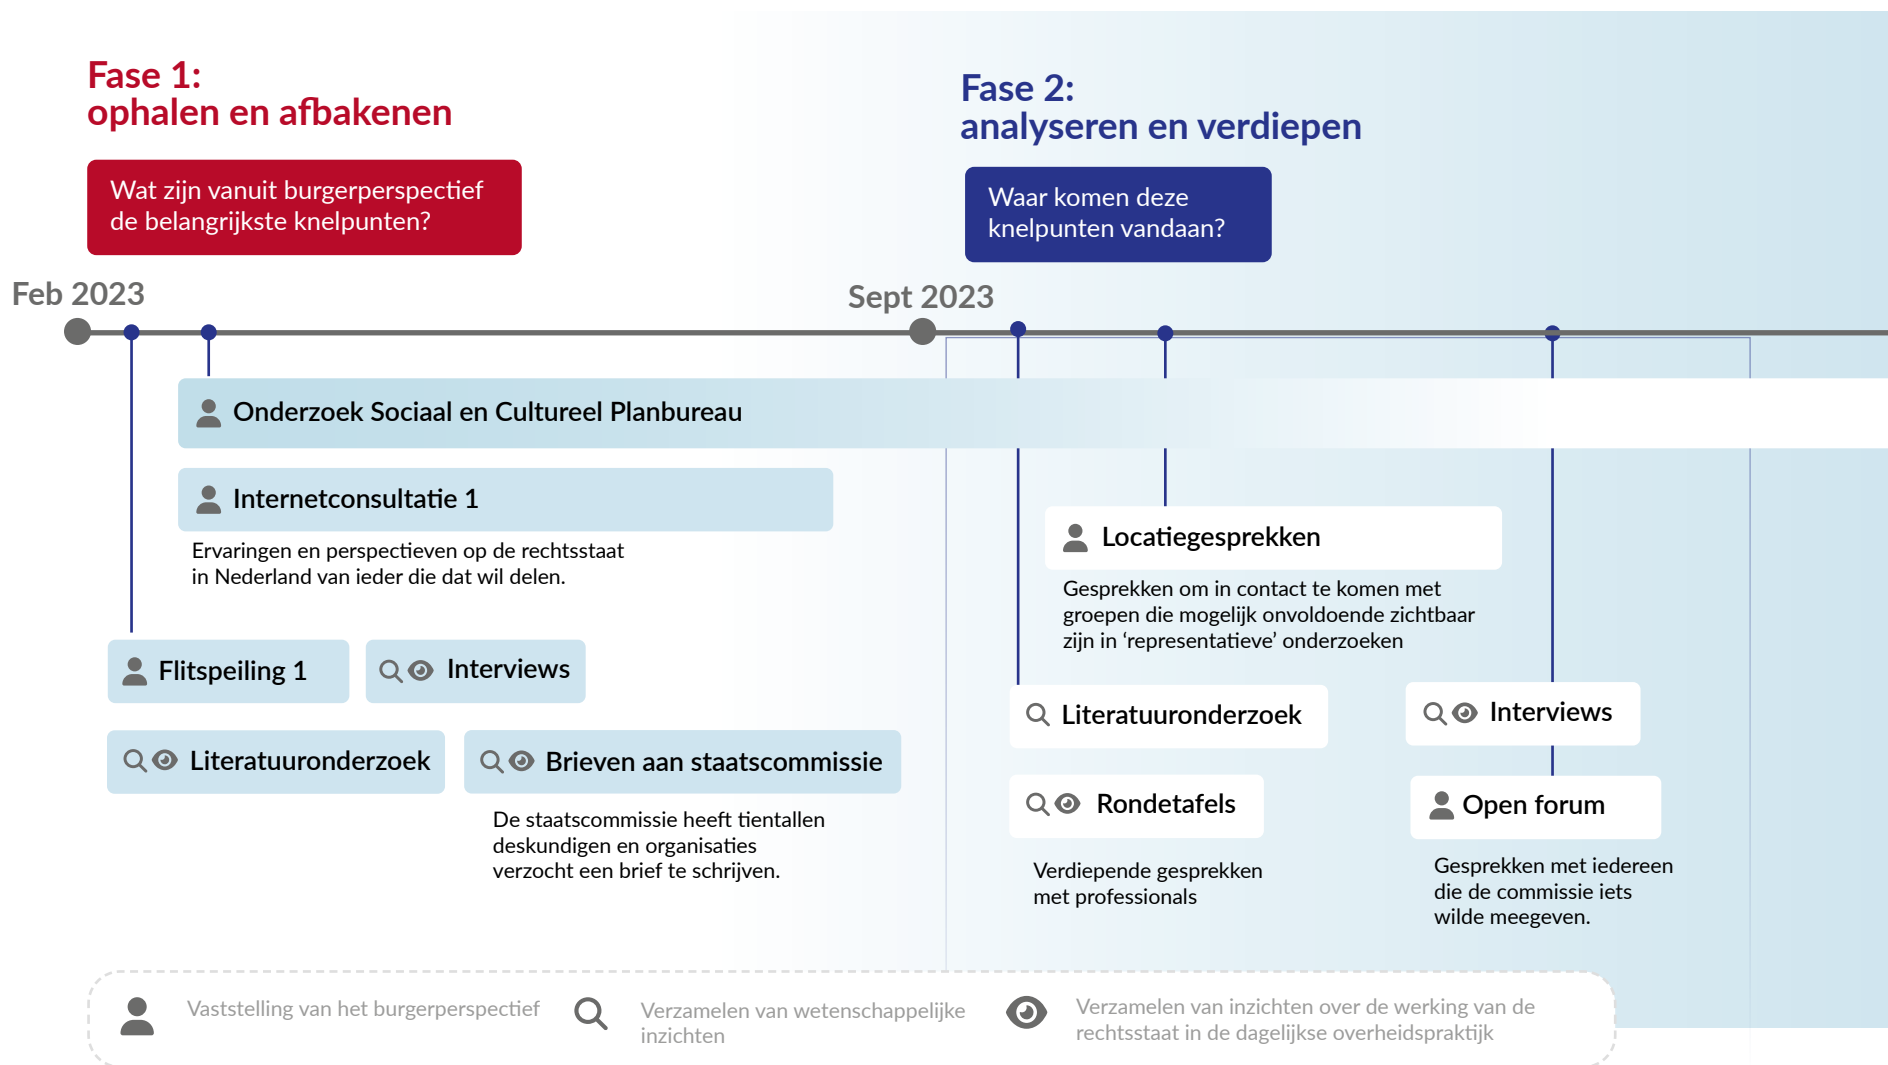 Fase 1:
ophalen en afbakenen
Wat zijn vanuit burgerperspectief
de belangrijkste knelpunten?
Fase 2:
analyseren en verdiepen
Waar komen deze
knelpunten vandaan?
Feb 2023
Sept 2023
Onderzoek Sociaal en Cultureel Planbureau
Internetconsultatie 1
Ervaringen en perspectieven op de rechtsstaat
in Nederland van ieder die dat wil delen.
Flitspeiling 1
Interviews
Literatuuronderzoek
Brieven aan staatscommissie
De staatscommissie heeft tientallen
deskundigen en organisaties
verzocht een brief te schrijven.
Locatiegesprekken
Gesprekken om in contact te komen met
groepen die mogelijk onvoldoende zichtbaar
zijn in ‘representatieve’ onderzoeken
Literatuuronderzoek
Interviews
Rondetafels
Verdiepende gesprekken
met professionals
Open forum
Gesprekken met iedereen
die de commissie iets
wilde meegeven.
Vaststelling van het burgerperspectief
Verzamelen van wetenschappelijke
inzichten
Verzamelen van inzichten over de werking van de
rechtsstaat in de dagelijkse overheidspraktijk